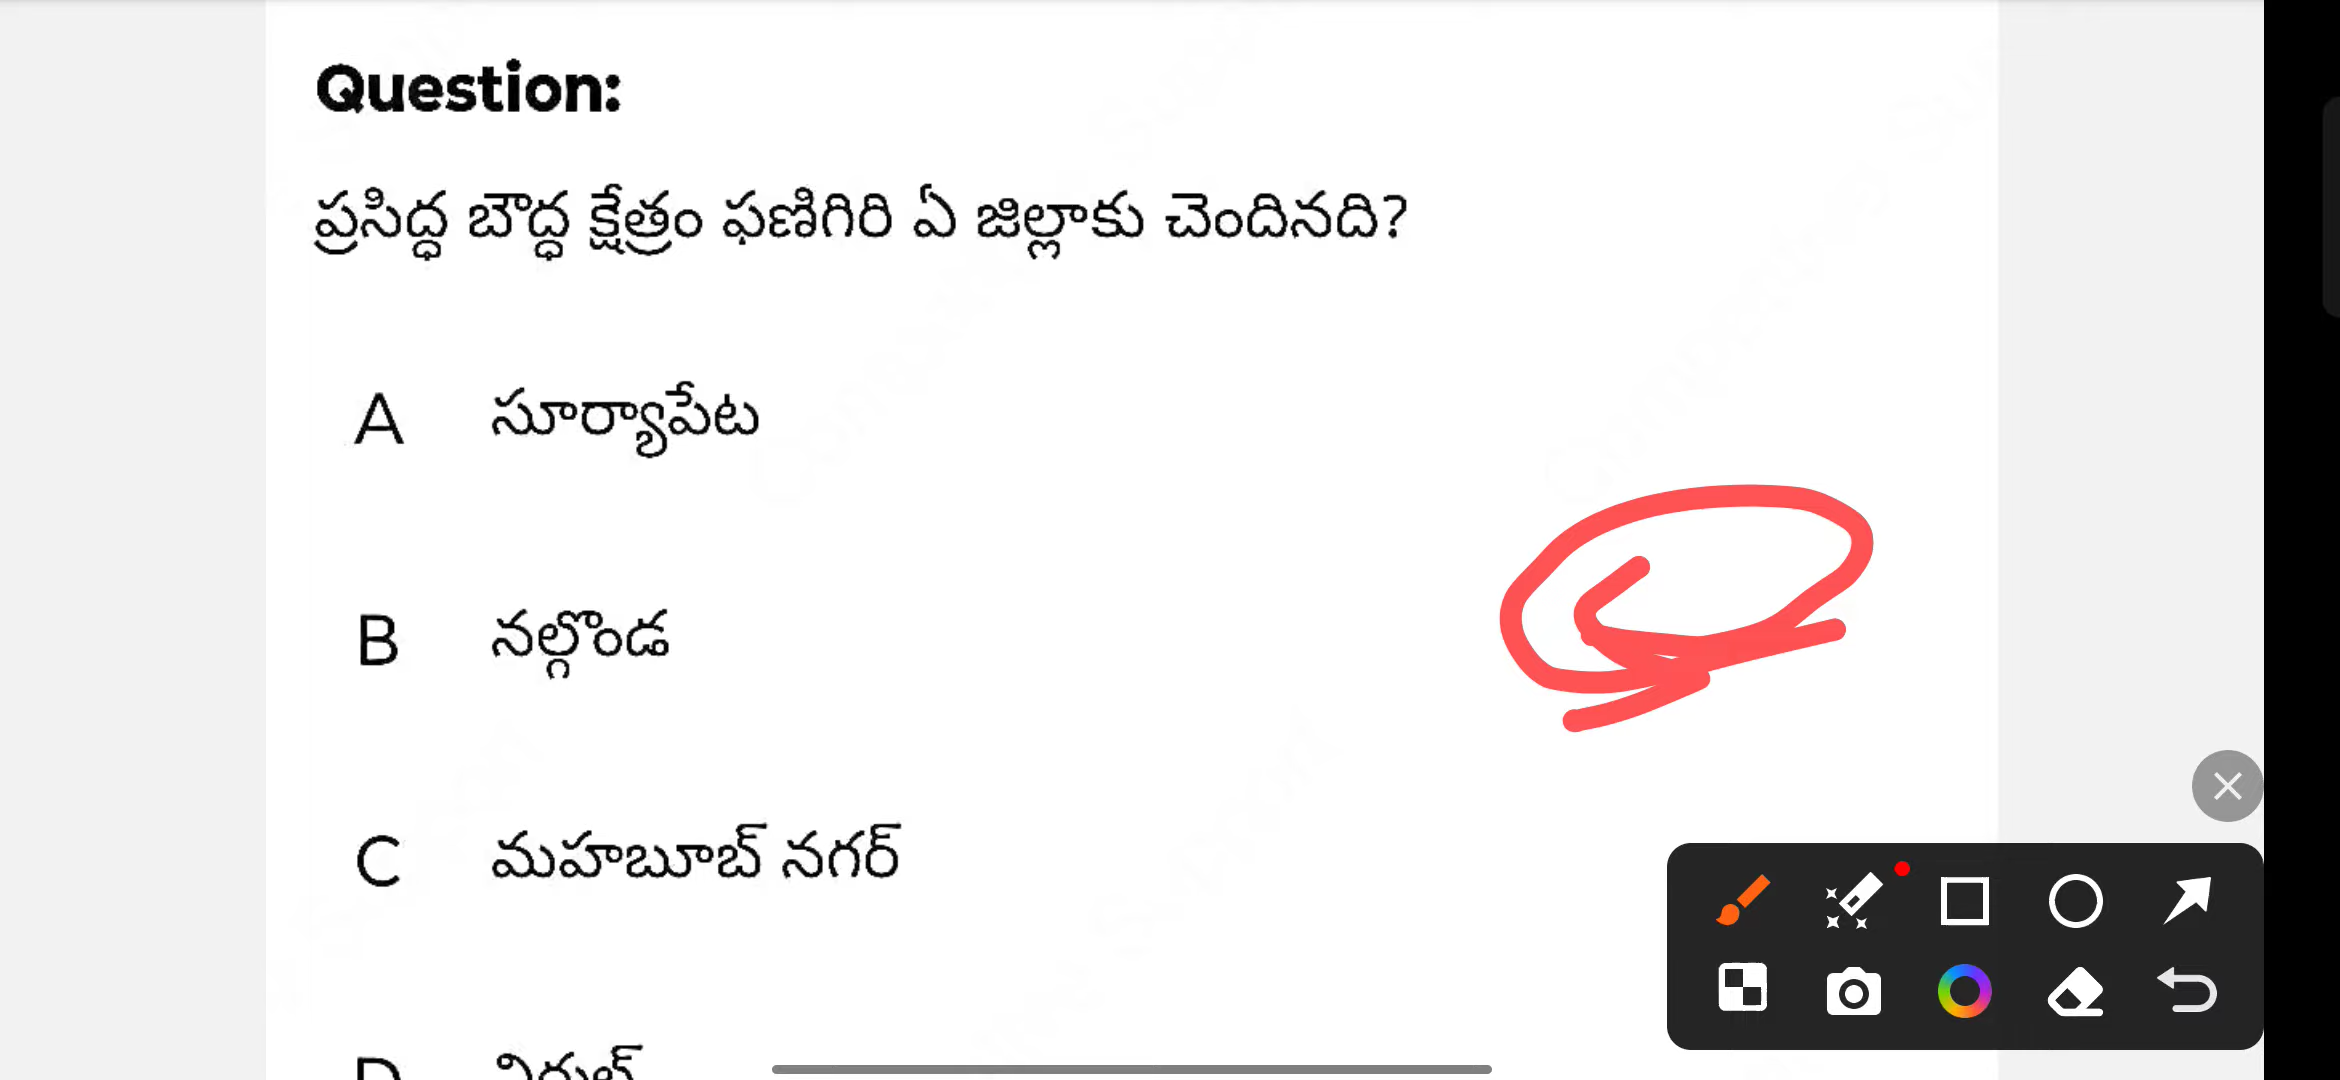 Question:
ప్రసిద్ధ బౌద్ధ క్షేత్రం ఫణిగిరి ఏ జిల్లాకు చెందినది?
A సూర్యాపేట
B నల్గొండ
C మహబూబ్ నగర్
D